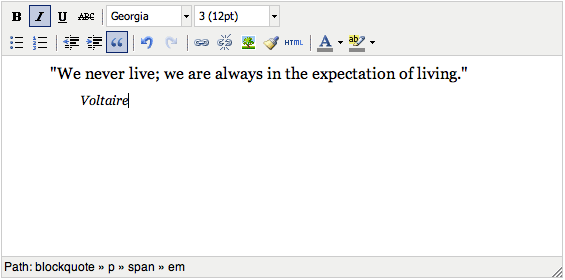 B I U ABC Georgia 3 (12pt)
HTML A ab
"We never live; we are always in the expectation of living."
Voltaire
Path: blockquote » p » span » em